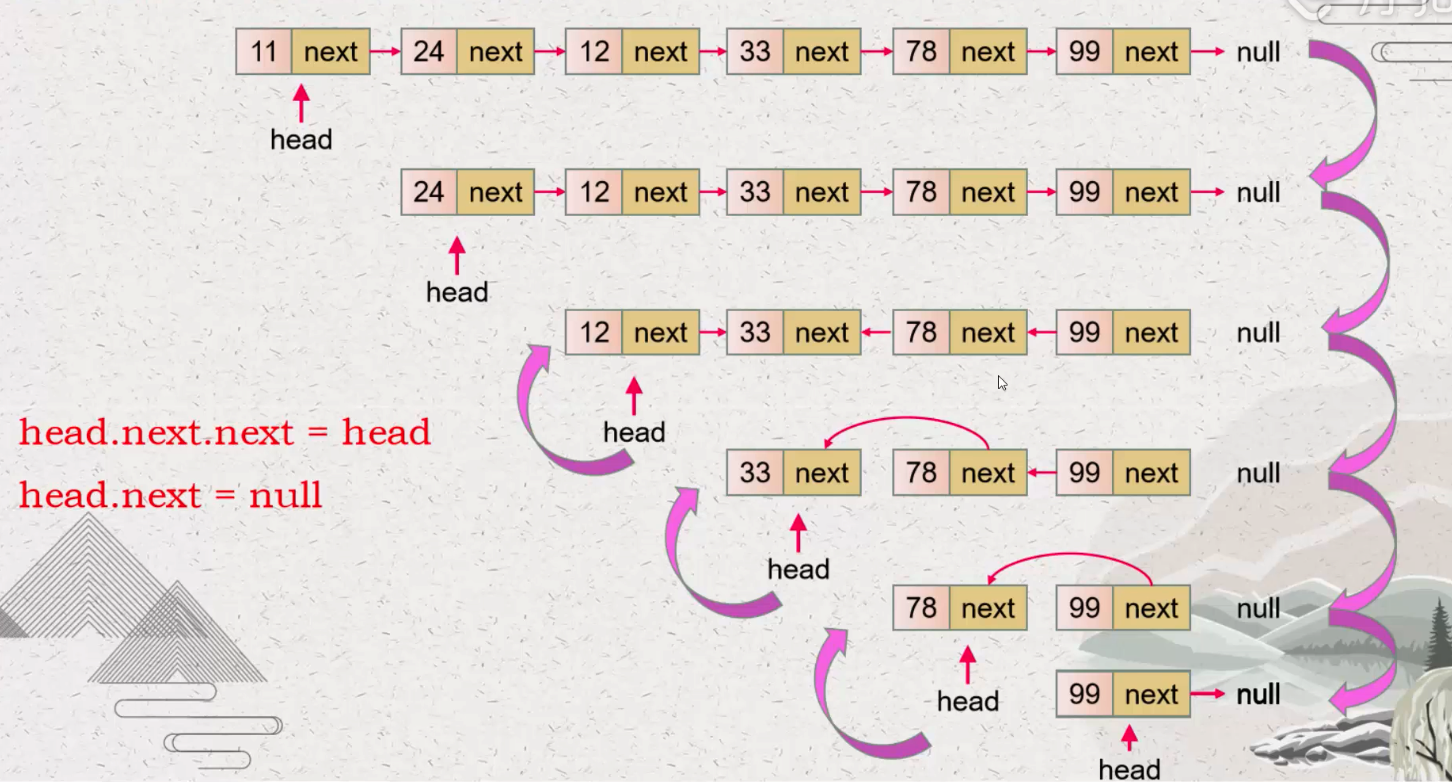 11 next 24 next 12 next 33 next 78 next 99 next null
head
24 next 12 next 33 next 78 next 99 next null
head
12 next 33 next 78 next 99 next null
head
head.next.next = head
33 next 78 next 99 next null
head.next = null
head
78 next 99 next null
head
99 next null
head